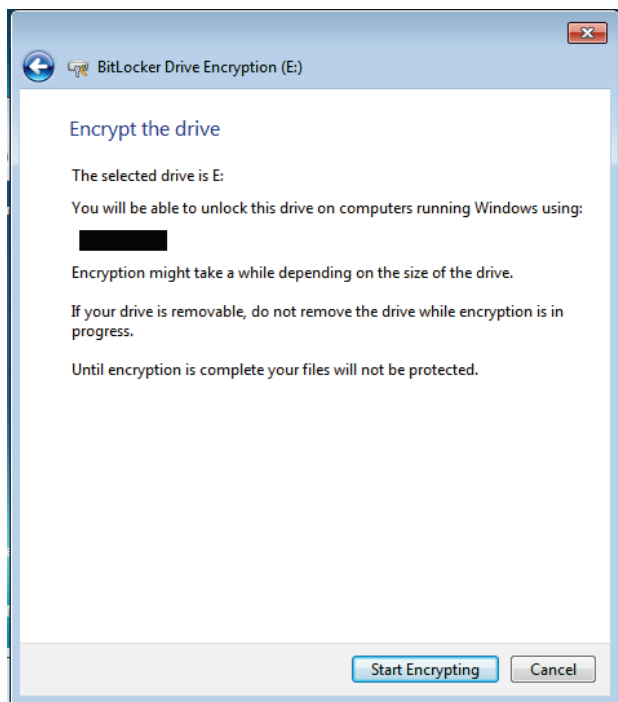 BitLocker Drive Encryption (E:)
Encrypt the drive
The selected drive is E:
You will be able to unlock this drive on computers running Windows using:
Encryption might take a while depending on the size of the drive.
If your drive is removable, do not remove the drive while encryption is in
progress.
Until encryption is complete your files will not be protected.
Start Encrypting
Cancel